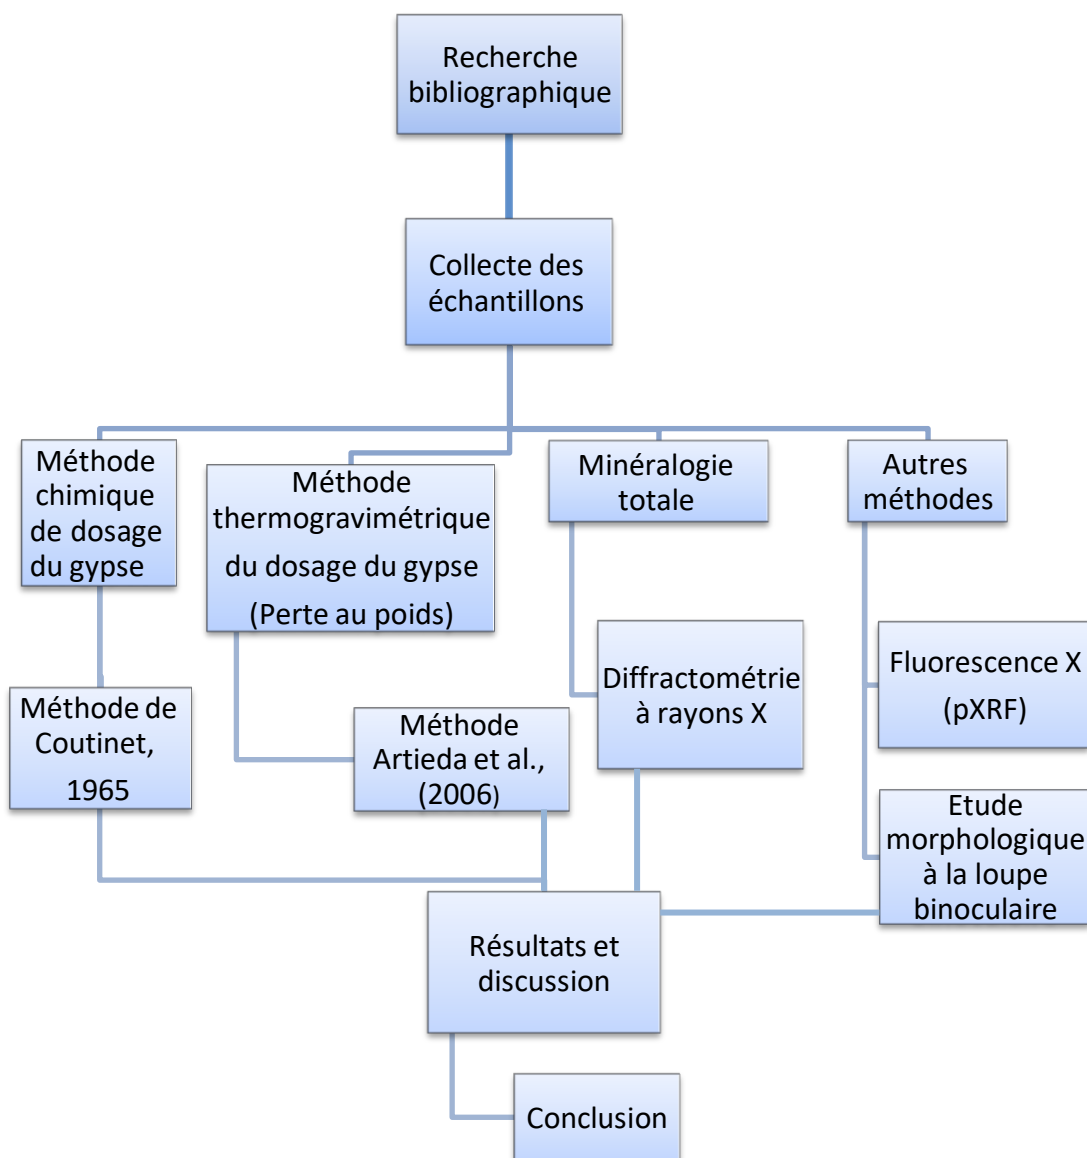 Recherche
bibliographique
Collecte des
échantillons
Méthode
chimique
de dosage
du gypse
Méthode
thermogravimétrique
du dosage du gypse
(Perte au poids)
Minéralogie
totale
Autres
méthodes
Méthode de
Coutinet,
1965
Méthode
Artieda et al.,
(2006)
Diffractométrie
à rayons X
Fluorescence X
(pXRF)
Etude
morphologique
à la loupe
binoculaire
Résultats et
discussion
Conclusion